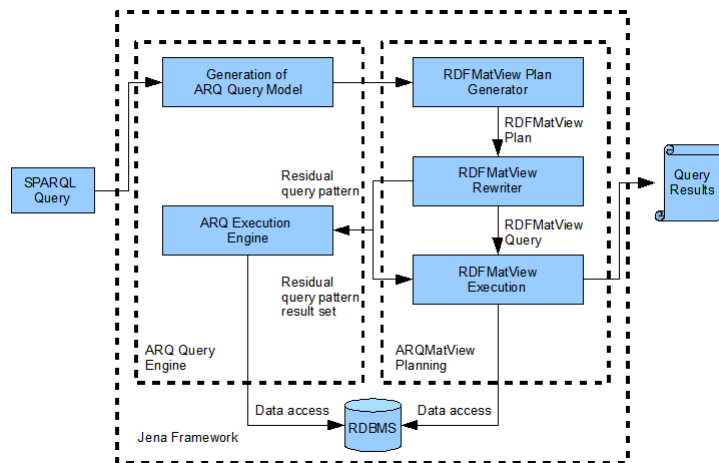 Generation of
ARQ Query Model
RDFMatView Plan
Generator
RDFMatView
Plan
SPARQL
Query
Residual
query pattern
RDFMatView
Rewriter
Query
Results
ARQ Execution
Engine
RDFMatView
Query
Residual
query pattern
result set
RDFMatView
Execution
ARQ Query
Engine
ARQMatView
Planning
Data access
Data access
RDBMS
Jena Framework